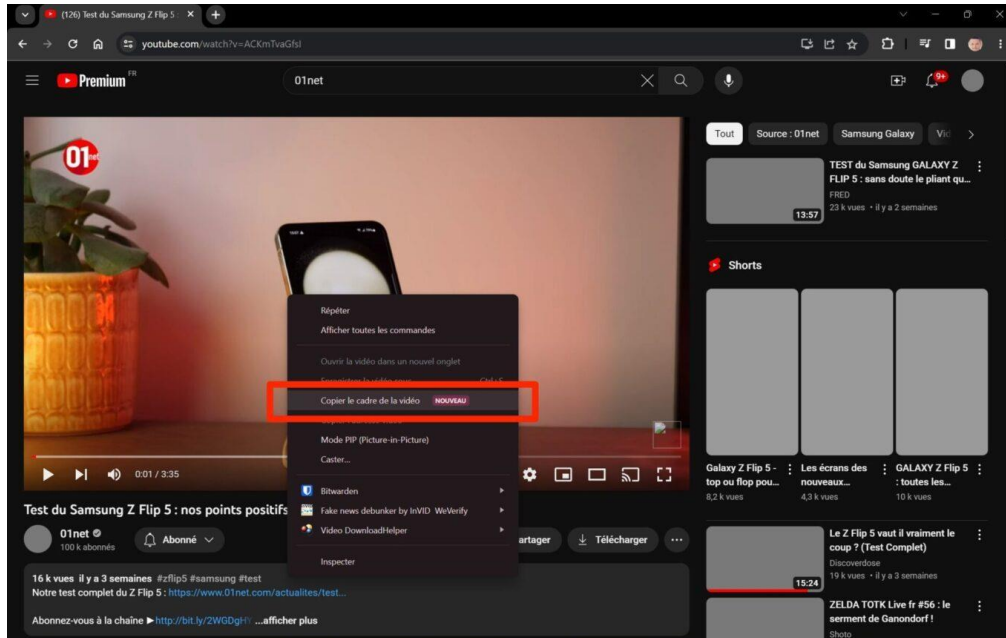 (126) Test du Samsung Z Flip 5 :
youtube.com/watch?v=ACKmTvaGfsI
Premium FR
01net
9+
01net
Répéter
Afficher toutes les commandes
Ouvrir la vidéo dans un nouvel onglet
Enregistrer la vidéo sous... Ctrl+S
Copier le cadre de la vidéo NOUVEAU
Mode PIP (Picture-in-Picture)
Caster...
Bitwarden
Fake news debunker by InVID WeVerify
Video DownloadHelper
Inspecter
0:01 / 3:35
Test du Samsung Z Flip 5 : nos points positifs
01net
100 k abonnés
Abonné
artager
Télécharger
16 k vues il y a 3 semaines #zflip5 #samsung #test
Notre test complet du Z Flip 5 : https://www.01net.com/actualites/test...
Abonnez-vous à la chaîne ►http://bit.ly/2WGDgHY ...afficher plus
Tout
Source : 01net
Samsung Galaxy
Vid
TEST du Samsung GALAXY Z
FLIP 5 : sans doute le pliant qu...
FRED
23 k vues • il y a 2 semaines
13:57
Shorts
Galaxy Z Flip 5 -
top ou flop pou...
8,2 k vues
Les écrans des
nouveaux...
4,3 k vues
GALAXY Z Flip 5
: toutes les...
10 k vues
Le Z Flip 5 vaut il vraiment le
coup ? (Test Complet)
Discoverdose
19 k vues • il y a 3 semaines
15:24
ZELDA TOTK Live fr #56 : le
serment de Ganondorf !
Shoto